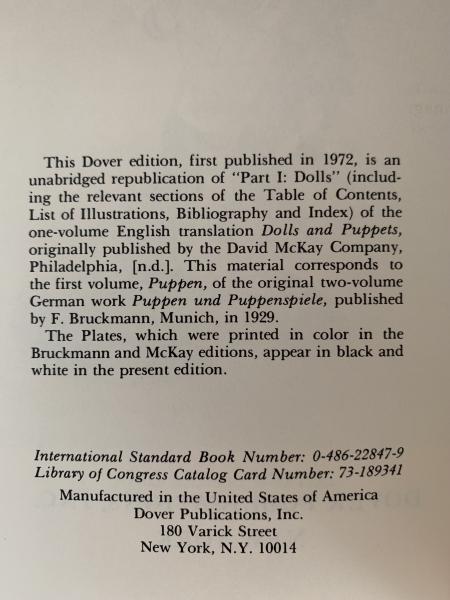 This Dover edition, first published in 1972, is an
unabridged republication of "Part I: Dolls" (includ-
ing the relevant sections of the Table of Contents,
List of Illustrations, Bibliography and Index) of the
one-volume English translation Dolls and Puppets,
originally published by the David McKay Company,
Philadelphia, [n.d.]. This material corresponds to
the first volume, Puppen, of the original two-volume
German work Puppen und Puppenspiele, published
by F. Bruckmann, Munich, in 1929.
The Plates, which were printed in color in the
Bruckmann and McKay editions, appear in black and
white in the present edition.
International Standard Book Number: 0-486-22847-9
Library of Congress Catalog Card Number: 73-189341
Manufactured in the United States of America
Dover Publications, Inc.
180 Varick Street
New York, N.Y. 10014